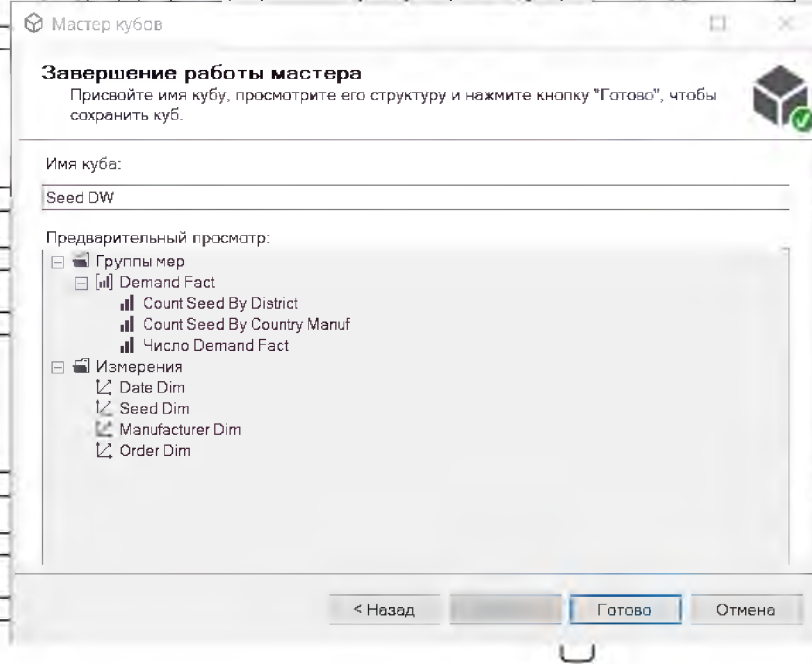 Мастер кубов
Завершение работы мастера
Присвойте имя кубу, просмотрите его структуру и нажмите кнопку "Готово", чтобы
сохранить куб.
Имя куба:
Seed DW
Предварительный просмотр:
Группы мер
Demand Fact
Count Seed By District
Count Seed By Country Manuf
Число Demand Fact
Измерения
Date Dim
Seed Dim
Manufacturer Dim
Order Dim
< Назад
Готово
Отмена